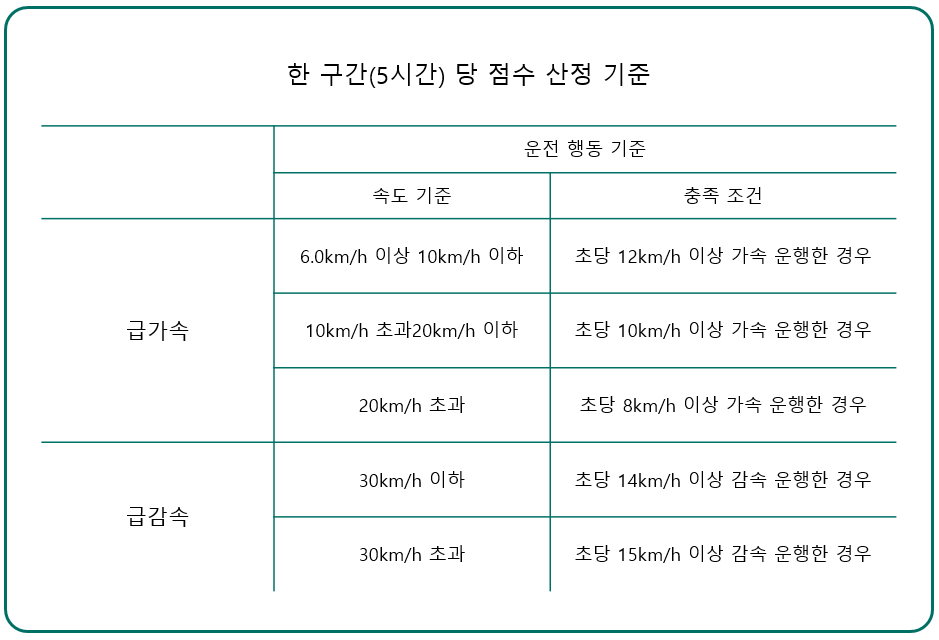 한 구간(5시간) 당 점수 산정 기준
운전 행동 기준
속도 기준 충족 조건
급가속
6.0km/h 이상 10km/h 이하 초당 12km/h 이상 가속 운행한 경우
10km/h 초과20km/h 이하 초당 10km/h 이상 가속 운행한 경우
20km/h 초과 초당 8km/h 이상 가속 운행한 경우
급감속
30km/h 이하 초당 14km/h 이상 감속 운행한 경우
30km/h 초과 초당 15km/h 이상 감속 운행한 경우